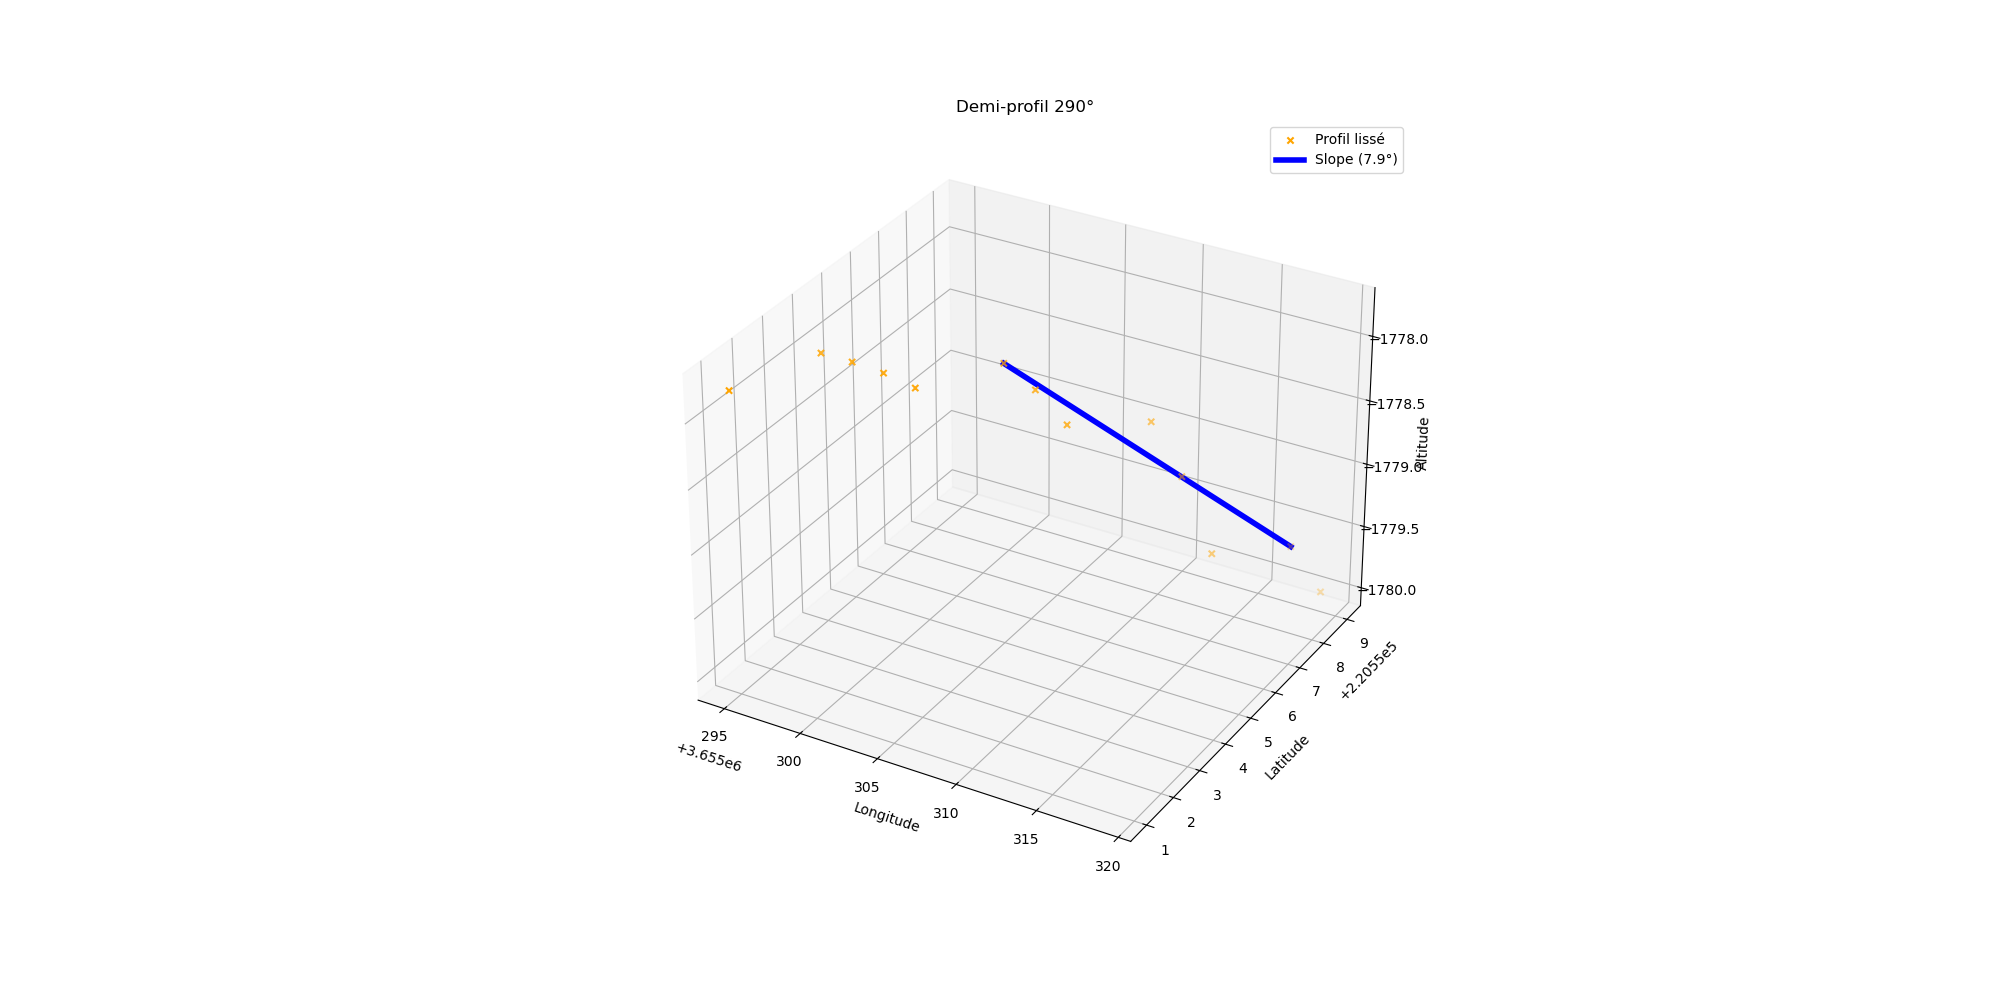 Demi-profil 290°
Profil lissé
Slope (7.9°)
−1778.0
−1778.5
−1779.0
−1779.5
−1780.0
Altitude
9
8
7
6
5
4
3
2
1
+2.2055e5
Latitude
295
300
305
310
315
320
+3.655e6
Longitude